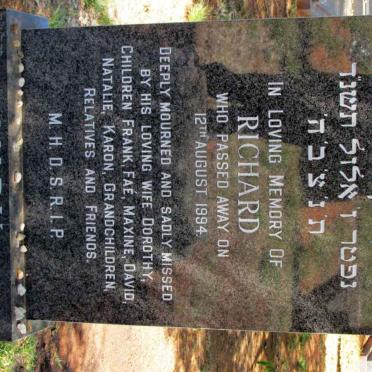 נפטר ו אלול תשנ"ד
ת נ צ ב ה
IN LOVING MEMORY OF
RICHARD
WHO PASSED AWAY ON
12TH AUGUST 1994.
DEEPLY MOURNED AND SADLY MISSED
BY HIS LOVING WIFE DOROTHY,
CHILDREN FRANK, FAE, MAXINE, DAVID,
NATALIE, KARON, GRANDCHILDREN,
RELATIVES AND FRIENDS.
M. H. D. S. R. I. P.